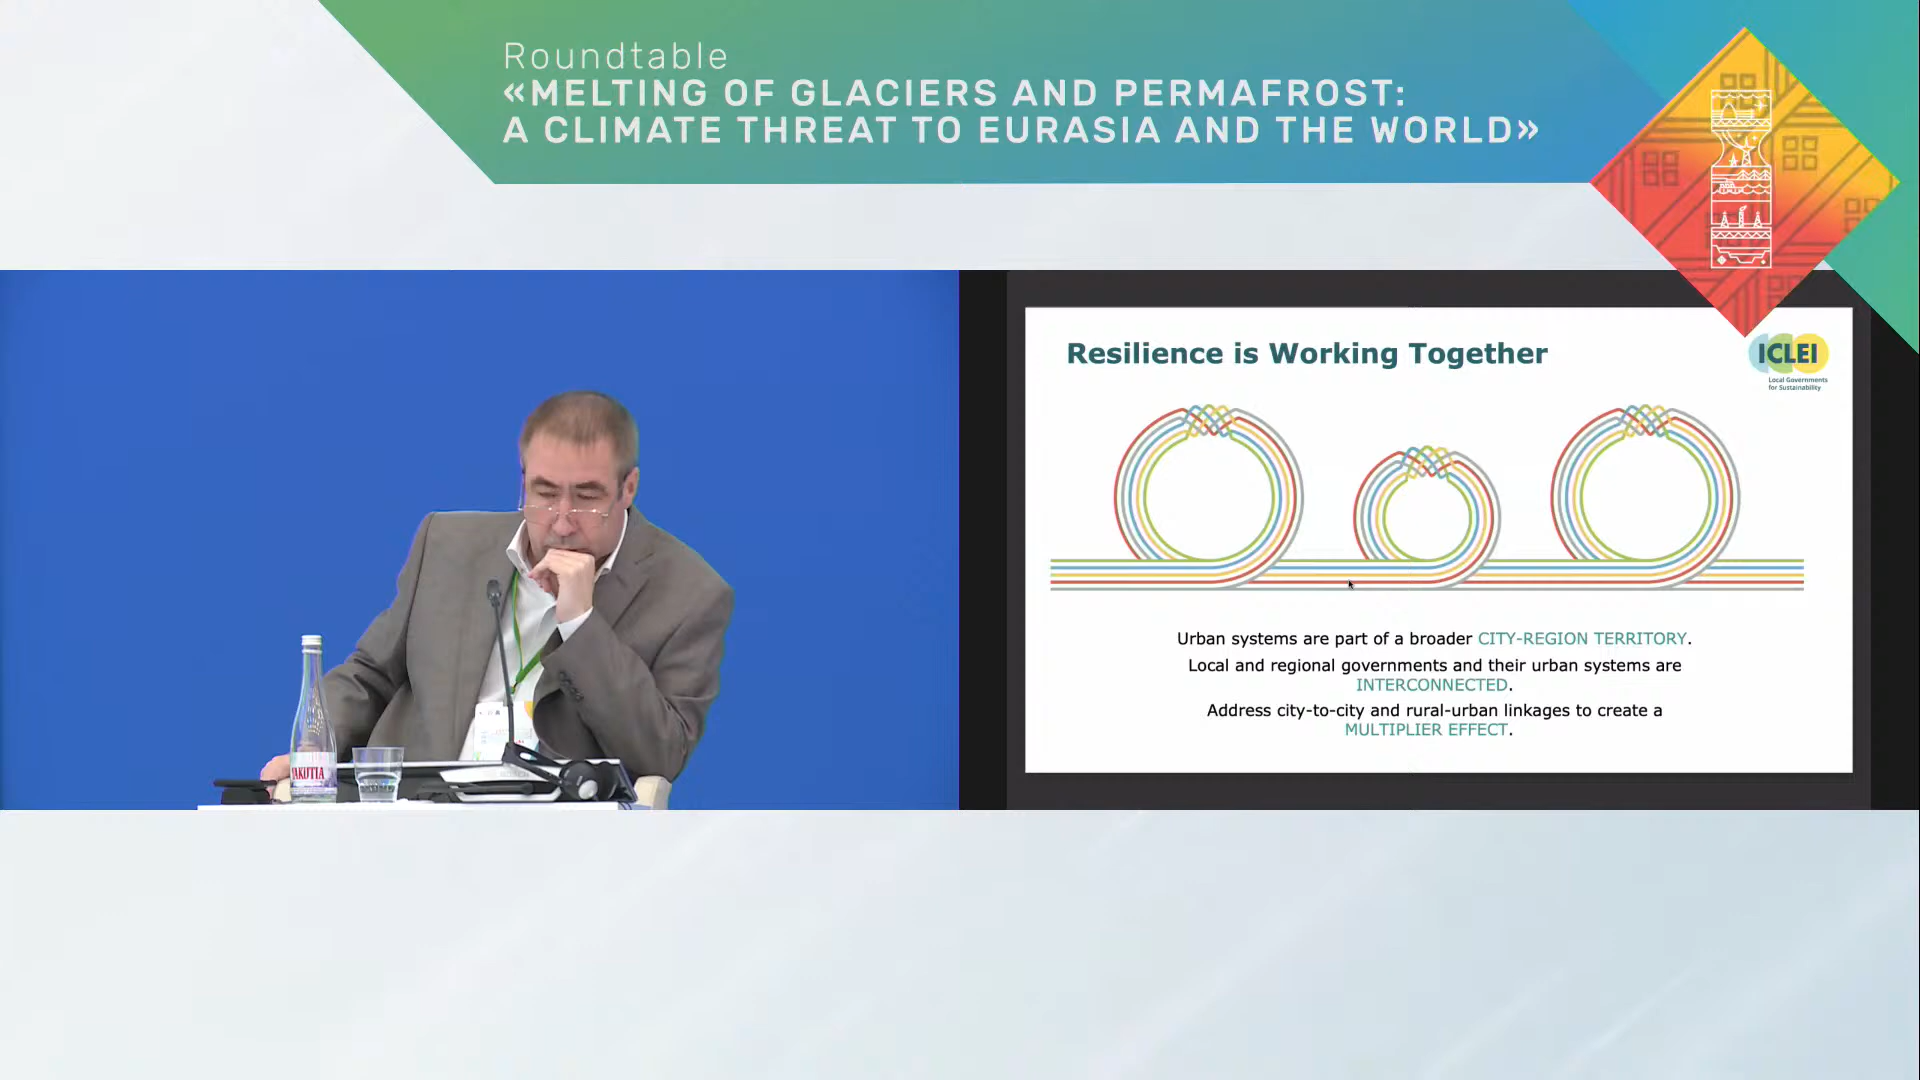 Roundtable
«MELTING OF GLACIERS AND PERMAFROST:
A CLIMATE THREAT TO EURASIA AND THE WORLD»
Resilience is Working Together
ICLEI
Local Governments
for Sustainability
Urban systems are part of a broader CITY-REGION TERRITORY.
Local and regional governments and their urban systems are
INTERCONNECTED.
Address city-to-city and rural-urban linkages to create a
MULTIPLIER EFFECT.
YAKUTIA